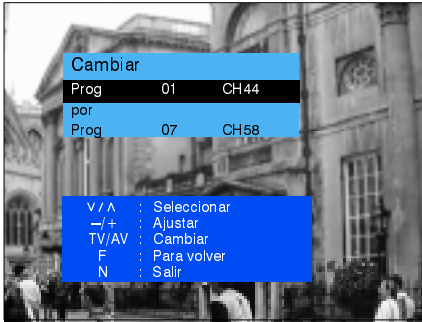 Cambiar
Prog 01 CH44
por
Prog 07 CH58
∨/∧ : Seleccionar
–/+ : Ajustar
TV/AV : Cambiar
F : Para volver
N : Salir